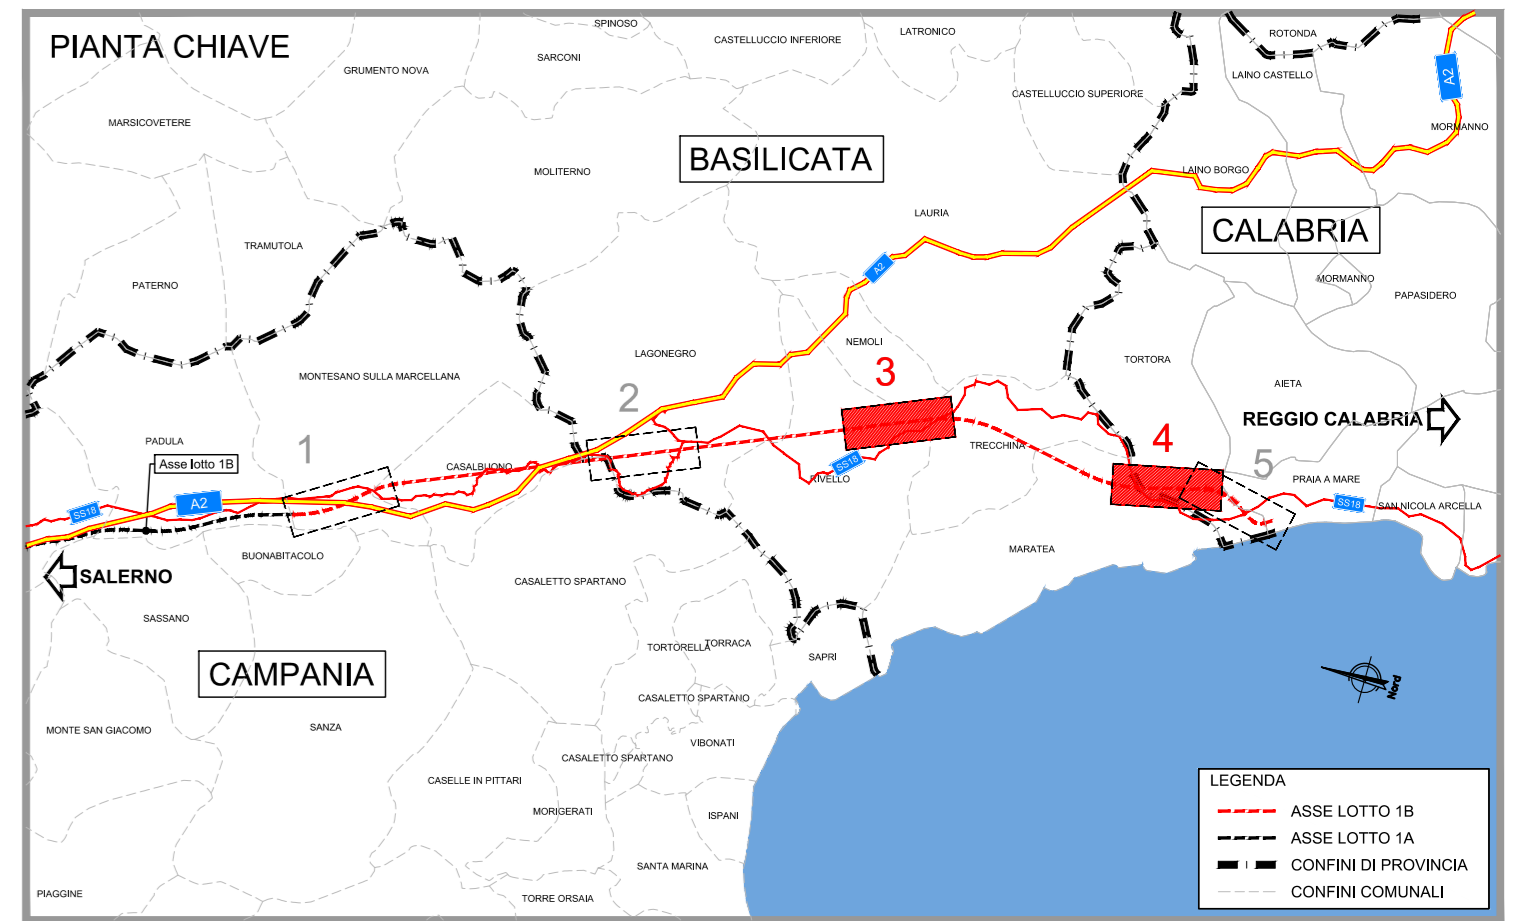 PIANTA CHIAVE
SPINOSO
SARCONI
CASTELLUCCIO INFERIORE
LATRONICO
ROTONDA
GRUMENTO NOVA
LAINO CASTELLO
A2
CASTELLUCCIO SUPERIORE
MARSICOVETERE
MORMANNO
BASILICATA
MOLITERNO
LAINO BORGO
LAURIA
CALABRIA
TRAMUTOLA
A2
MORMANNO
PATERNO
PAPASIDERO
NEMOLI
LAGONEGRO
TORTORA
3
MONTESANO SULLA MARCELLANA
AIETA
2
REGGIO CALABRIA
PADULA
1
4
TRECCHINA
Asse lotto 1B
CASALBUONO
SS18
5
RIVELLO
PRAIA A MARE
A2
SS18
SS18
SAN NICOLA ARCELLA
BUONABITACOLO
MARATEA
SALERNO
CASALETTO SPARTANO
SASSANO
TORTORELLA
TORRACA
SAPRI
CAMPANIA
Nord
CASALETTO SPARTANO
MONTE SAN GIACOMO
SANZA
VIBONATI
CASALETTO SPARTANO
CASELLE IN PITTARI
LEGENDA
MORIGERATI
ISPANI
ASSE LOTTO 1B
ASSE LOTTO 1A
SANTA MARINA
CONFINI DI PROVINCIA
PIAGGINE
TORRE ORSAIA
CONFINI COMUNALI